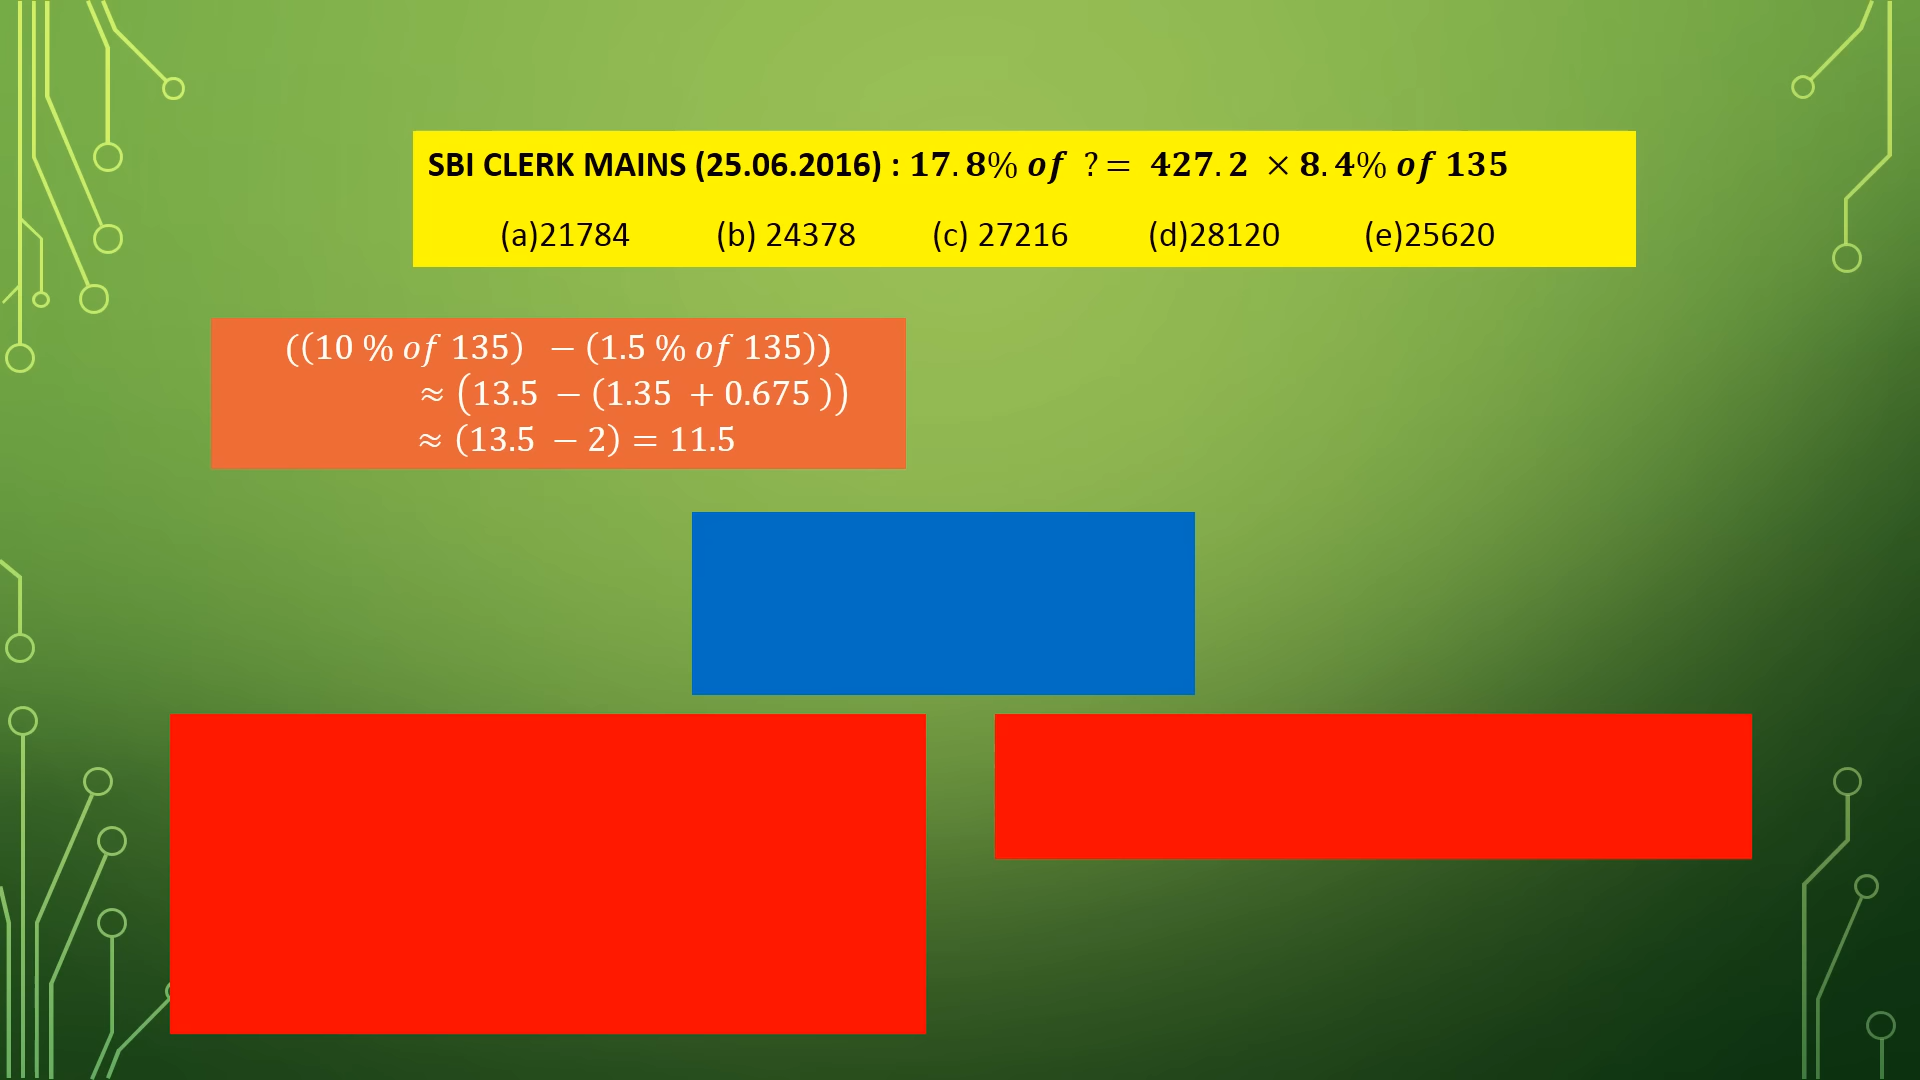 SBI CLERK MAINS (25.06.2016) : 17.8% of ? = 427.2 × 8.4% of 135
(a)21784 (b) 24378 (c) 27216 (d)28120 (e)25620
((10 % of 135) − (1.5 % of 135))
≈ (13.5 − (1.35 + 0.675 ))
≈ (13.5 − 2) = 11.5